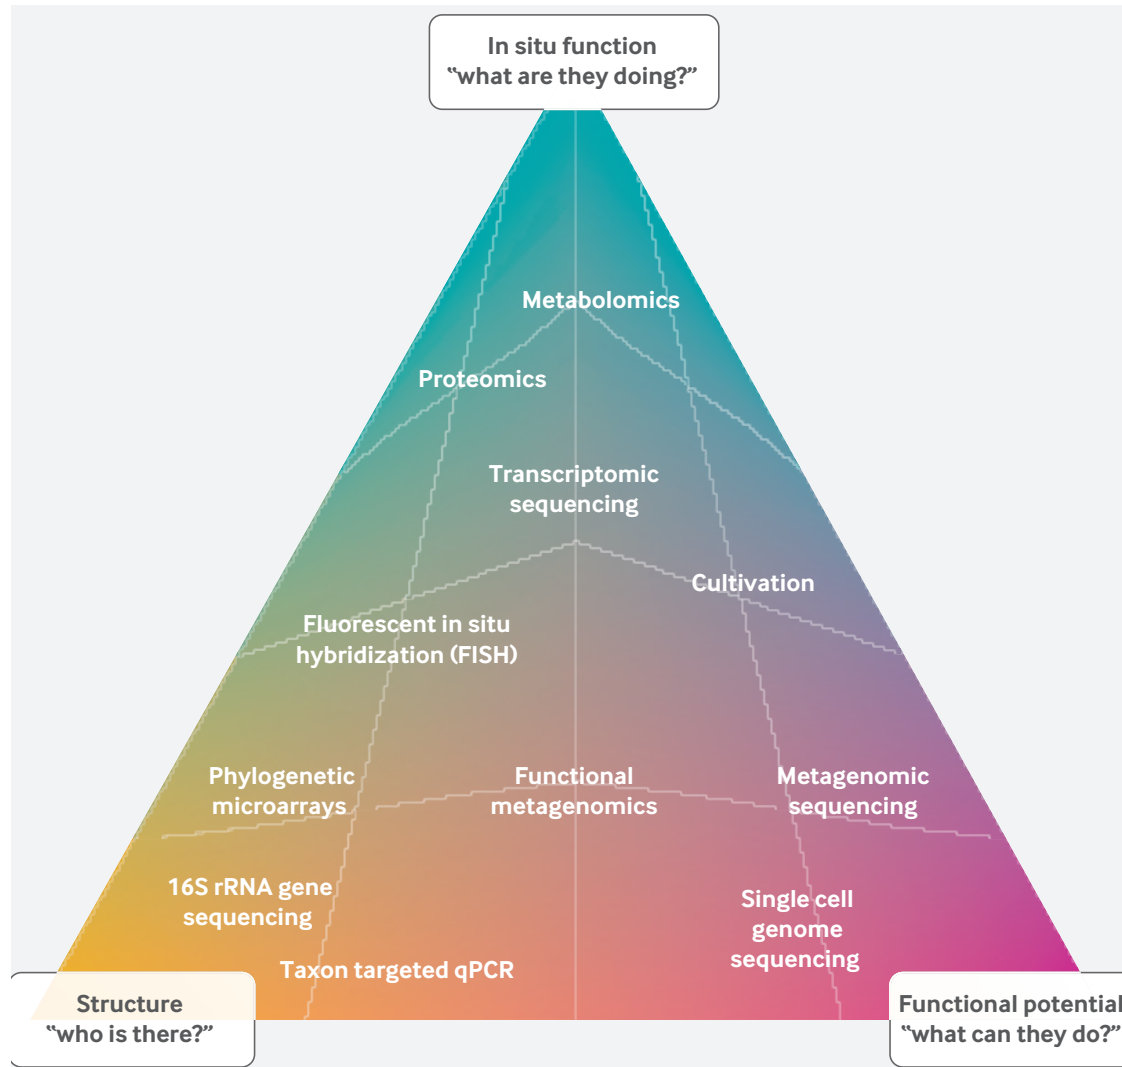 In situ function
“what are they doing?”
Metabolomics
Proteomics
Transcriptomic
sequencing
Cultivation
Fluorescent in situ
hybridization (FISH)
Phylogenetic
microarrays
Functional
metagenomics
Metagenomic
sequencing
16S rRNA gene
sequencing
Single cell
genome
sequencing
Taxon targeted qPCR
Structure
“who is there?”
Functional potential
“what can they do?”